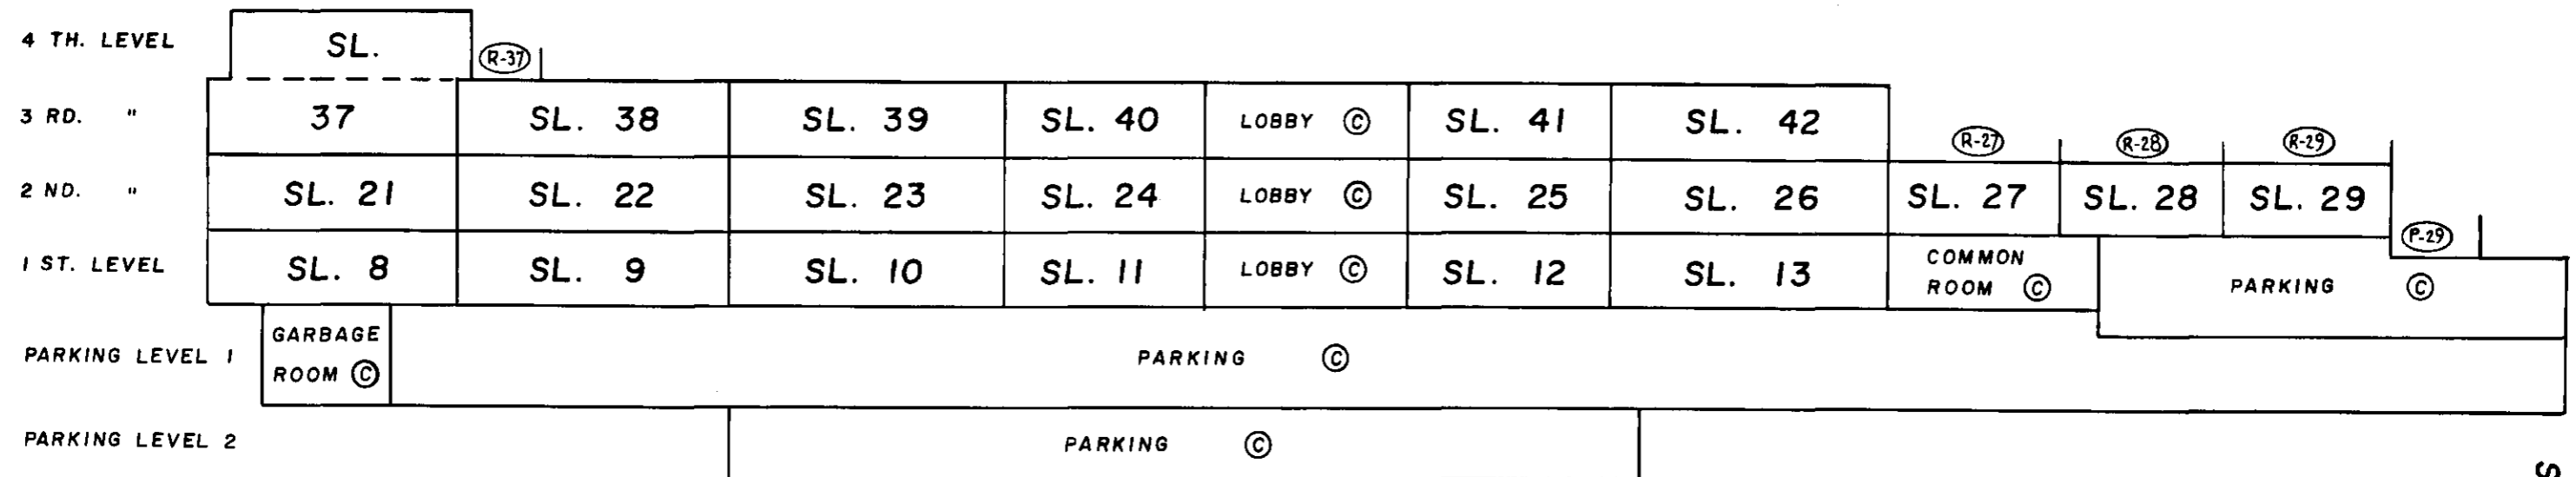 4 TH. LEVEL SL. R-37
3 RD. " 37 SL. 38 SL. 39 SL. 40 LOBBY Ⓒ SL. 41 SL. 42 R-27 R-28 R-29
2 ND. " SL. 21 SL. 22 SL. 23 SL. 24 LOBBY Ⓒ SL. 25 SL. 26 SL. 27 SL. 28 SL. 29
P-29
1 ST. LEVEL SL. 8 SL. 9 SL. 10 SL. 11 LOBBY Ⓒ SL. 12 SL. 13 COMMON
ROOM Ⓒ PARKING Ⓒ
GARBAGE
PARKING LEVEL 1 PARKING Ⓒ
ROOM Ⓒ
PARKING LEVEL 2 PARKING Ⓒ
S